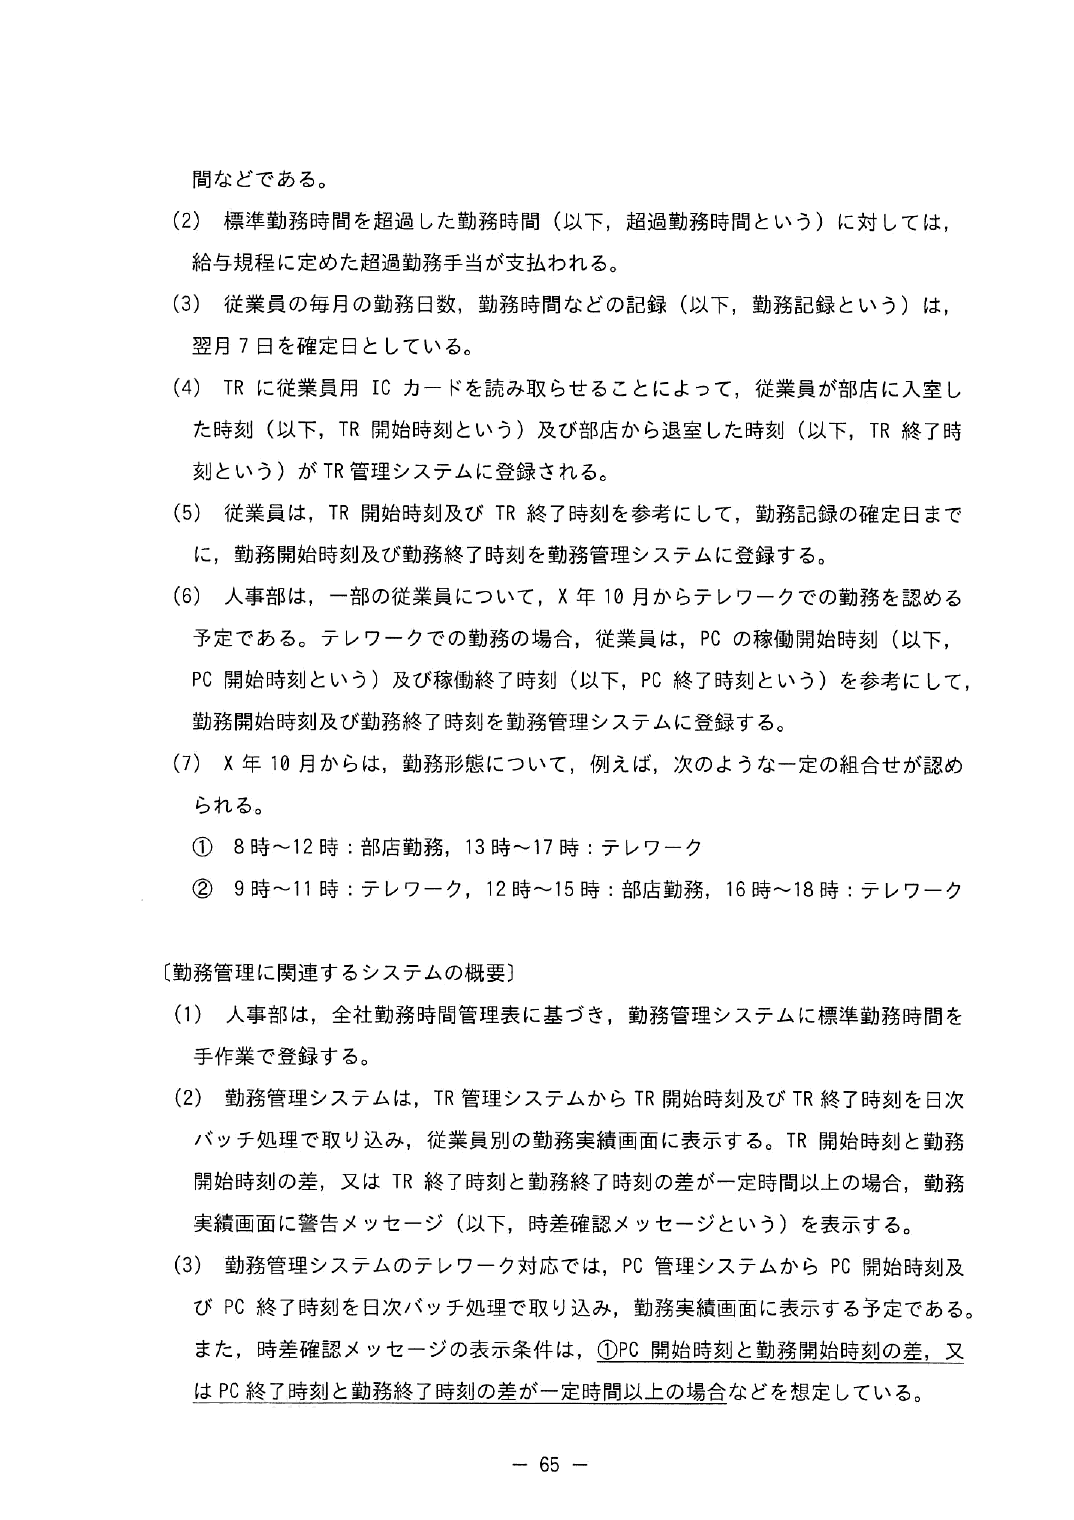 間などである。
(2) 標準勤務時間を超過した勤務時間（以下，超過勤務時間という）に対しては，
給与規程に定めた超過勤務手当が支払われる。
(3) 従業員の毎月の勤務日数，勤務時間などの記録（以下，勤務記録という）は，
翌月 7 日を確定日としている。
(4) TR に従業員用 IC カードを読み取らせることによって，従業員が部店に入室し
た時刻（以下，TR 開始時刻という）及び部店から退室した時刻（以下，TR 終了時
刻という）が TR 管理システムに登録される。
(5) 従業員は，TR 開始時刻及び TR 終了時刻を参考にして，勤務記録の確定日まで
に，勤務開始時刻及び勤務終了時刻を勤務管理システムに登録する。
(6) 人事部は，一部の従業員について，X 年 10 月からテレワークでの勤務を認める
予定である。テレワークでの勤務の場合，従業員は，PC の稼働開始時刻（以下，
PC 開始時刻という）及び稼働終了時刻（以下，PC 終了時刻という）を参考にして，
勤務開始時刻及び勤務終了時刻を勤務管理システムに登録する。
(7) X 年 10 月からは，勤務形態について，例えば，次のような一定の組合せが認め
られる。
① 8 時～12 時：部店勤務，13 時～17 時：テレワーク
② 9 時～11 時：テレワーク，12 時～15 時：部店勤務，16 時～18 時：テレワーク
〔勤務管理に関連するシステムの概要〕
(1) 人事部は，全社勤務時間管理表に基づき，勤務管理システムに標準勤務時間を
手作業で登録する。
(2) 勤務管理システムは，TR 管理システムから TR 開始時刻及び TR 終了時刻を日次
バッチ処理で取り込み，従業員別の勤務実績画面に表示する。TR 開始時刻と勤務
開始時刻の差，又は TR 終了時刻と勤務終了時刻の差が一定時間以上の場合，勤務
実績画面に警告メッセージ（以下，時差確認メッセージという）を表示する。
(3) 勤務管理システムのテレワーク対応では，PC 管理システムから PC 開始時刻及
び PC 終了時刻を日次バッチ処理で取り込み，勤務実績画面に表示する予定である。
また，時差確認メッセージの表示条件は，①PC 開始時刻と勤務開始時刻の差，又
は PC 終了時刻と勤務終了時刻の差が一定時間以上の場合などを想定している。
－ 65 －